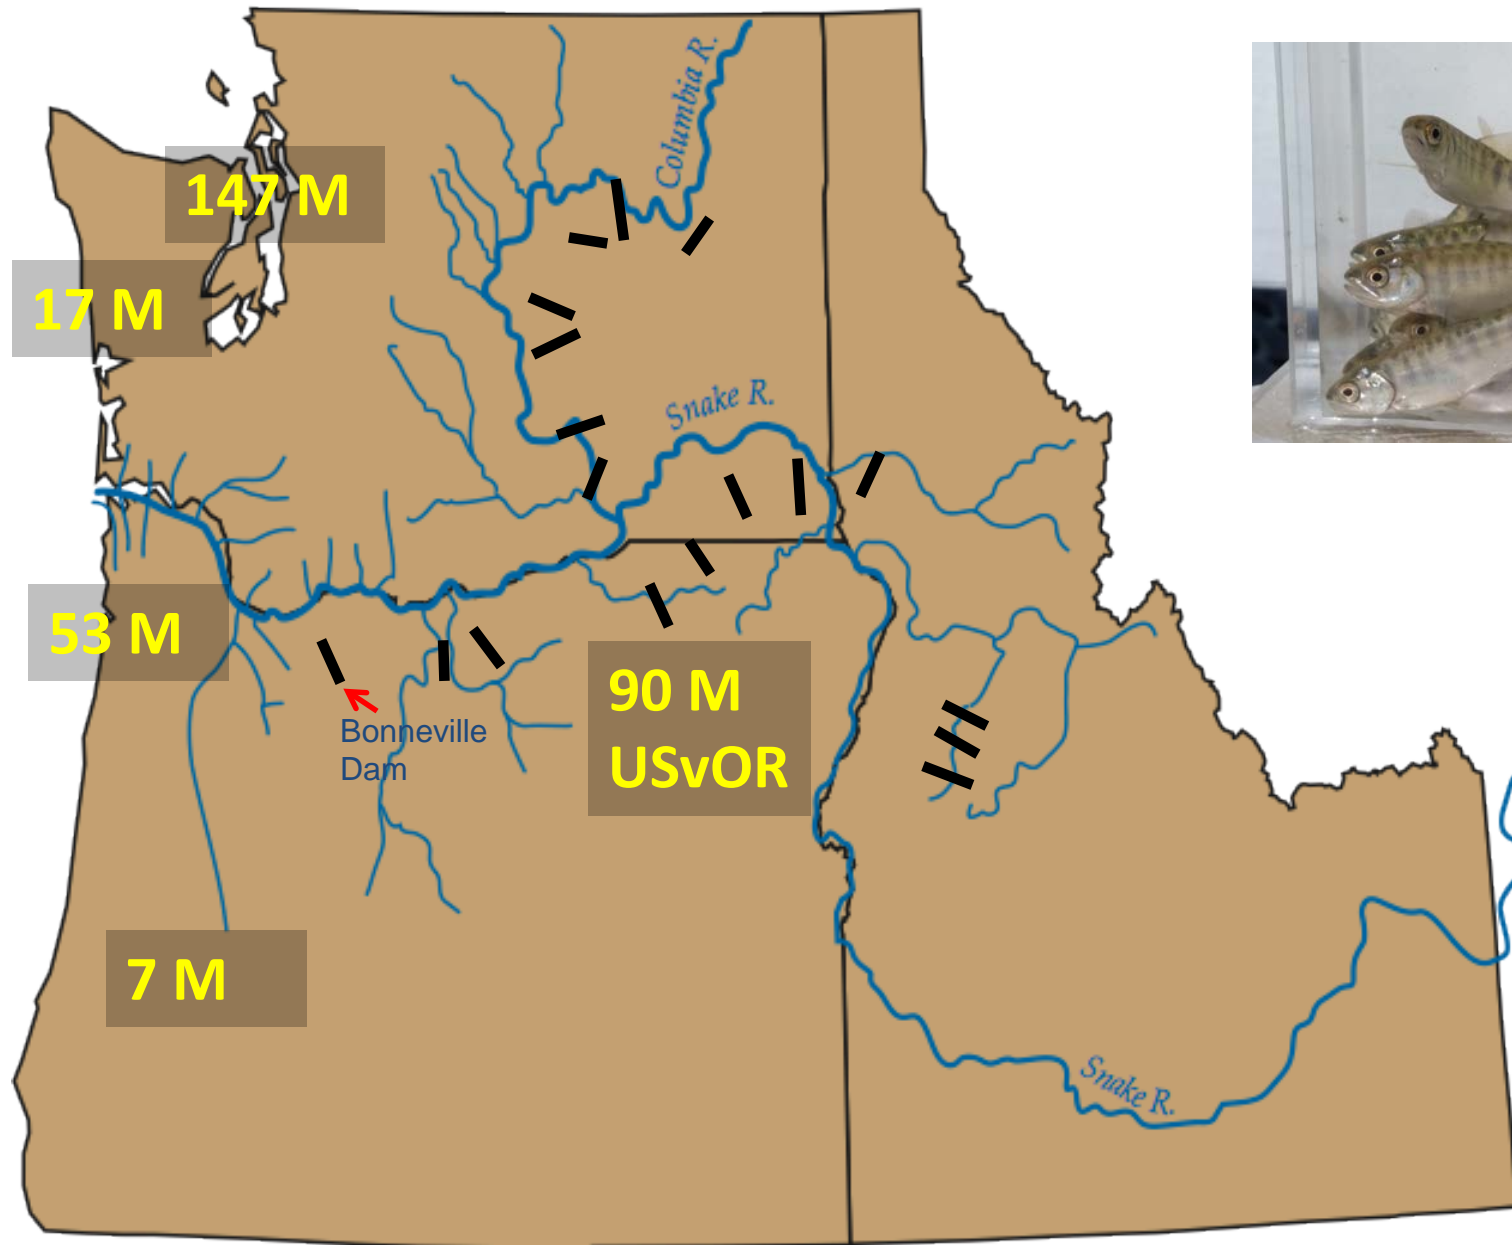 Columbia R.
147 M
17 M
Snake R.
53 M
90 M
USvOR
Bonneville
Dam
7 M
Snake R.